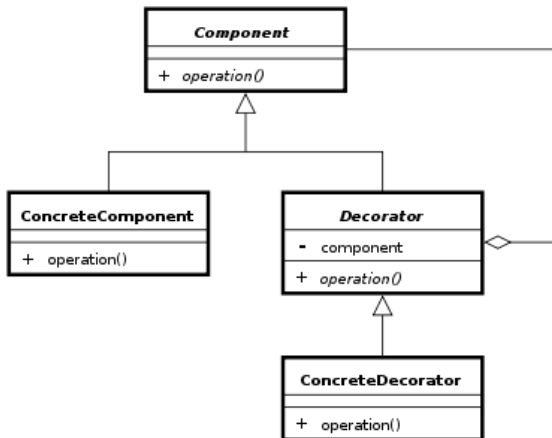 Component
+ operation()
ConcreteComponent
+ operation()
Decorator
- component
+ operation()
ConcreteDecorator
+ operation()